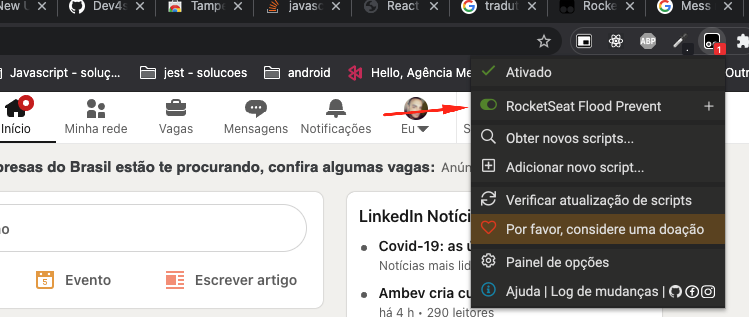 New U
Dev4s
Tampe
javasc
React
tradut
Rocke
Mess
ABP
1
Javascript - soluç...
jest - solucoes
android
Hello, Agência Me
Outr
Início
Minha rede
Vagas
Mensagens
Notificações
Eu
S
presas do Brasil estão te procurando, confira algumas vagas: Anún
o
Evento
Escrever artigo
LinkedIn Notíci
Covid-19: as ú
Notícias mais lid
Ambev cria cu
há 4 h • 290 leitores
Ativado
RocketSeat Flood Prevent
Obter novos scripts...
Adicionar novo script...
Verificar atualização de scripts
Por favor, considere uma doação
Painel de opções
Ajuda | Log de mudanças |